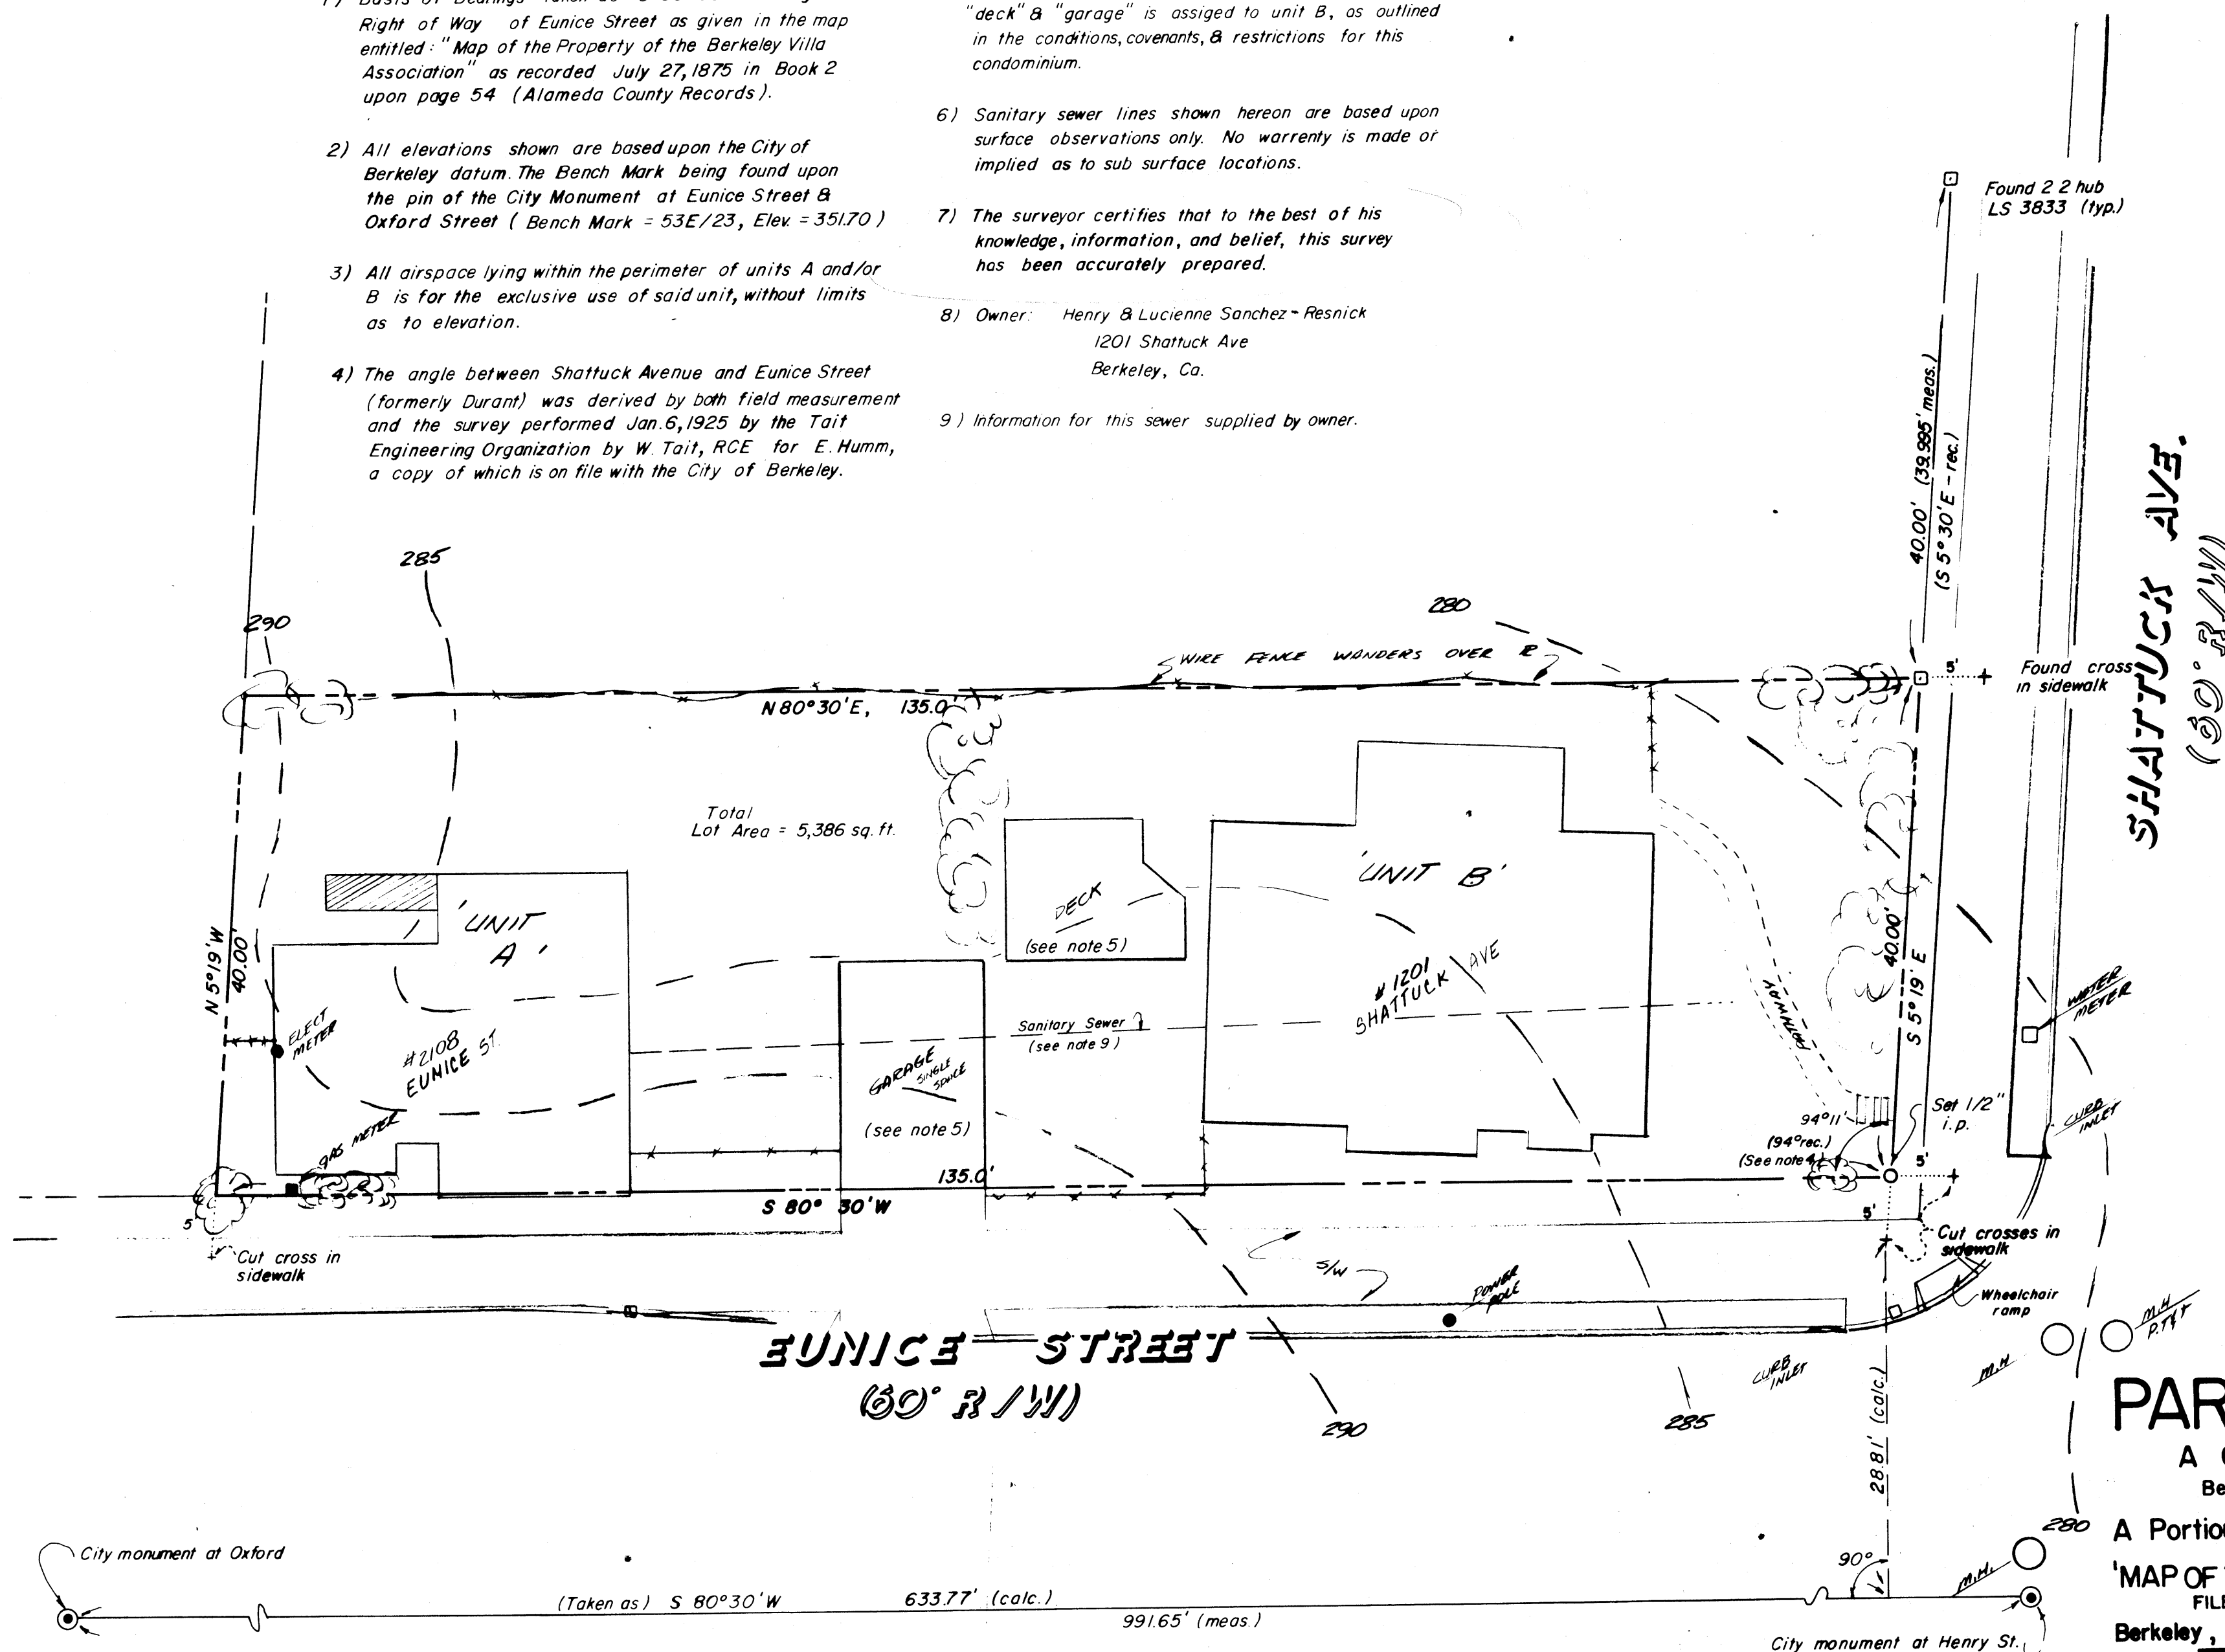 Right of Way of Eunice Street as given in the map
entitled: "Map of the Property of the Berkeley Villa
Association" as recorded July 27, 1875 in Book 2
upon page 54 (Alameda County Records).
2) All elevations shown are based upon the City of
Berkeley datum. The Bench Mark being found upon
the pin of the City Monument at Eunice Street &
Oxford Street ( Bench Mark = 53E/23, Elev. = 351.70 )
3) All airspace lying within the perimeter of units A and/or
B is for the exclusive use of said unit, without limits
as to elevation.
4) The angle between Shattuck Avenue and Eunice Street
(formerly Durant) was derived by both field measurement
and the survey performed Jan. 6, 1925 by the Tait
Engineering Organization by W. Tait, RCE for E. Humm,
a copy of which is on file with the City of Berkeley.
"deck" & "garage" is assiged to unit B, as outlined
in the conditions, covenants, & restrictions for this
condominium.
6) Sanitary sewer lines shown hereon are based upon
surface observations only. No warrenty is made or
implied as to sub surface locations.
7) The surveyor certifies that to the best of his
knowledge, information, and belief, this survey
has been accurately prepared.
8) Owner: Henry & Lucienne Sanchez - Resnick
1201 Shattuck Ave
Berkeley, Ca.
9) Information for this sewer supplied by owner.
Found 2 2 hub
LS 3833 (typ.)
40.00' (39.995' meas.)
(S 5°30'E - rec.)
SHATTUCK AVE.
(80' R/W)
285
290
280
WIRE FENCE WANDERS OVER
5'
Found cross
in sidewalk
N 80°30'E, 135.0'
Total
Lot Area = 5,386 sq. ft.
'UNIT
A'
DECK
(see note 5)
'UNIT B'
# 1201
SHATTUCK AVE
N 5°19'W
40.00'
40.00'
S 5°19' E
PATHWAY
WATER
METER
ELECT
METER
#2108
EUNICE ST.
Sanitary Sewer
(see note 9)
GARAGE
SINGLE
SPACE
(see note 5)
GAS METER
94°11'
(94° rec.)
(See note 4)
Set 1/2"
i.p.
CURB
INLET
5'
135.0'
S 80° 30'W
5'
5'
Cut cross in
sidewalk
Cut crosses in
sidewalk
S/W
POWER
POLE
Wheelchair
ramp
M.H
P.T&T
M.H
EUNICE STREET
(60' R/W)
CURB
INLET
290
285
28.81' (calc.)
PAR
A
Be
280
A Portio
'MAP OF
FILE
Berkeley,
City monument at Oxford
90°
M.H.
(Taken as) S 80°30'W 633.77' (calc.)
991.65' (meas.)
City monument at Henry St.